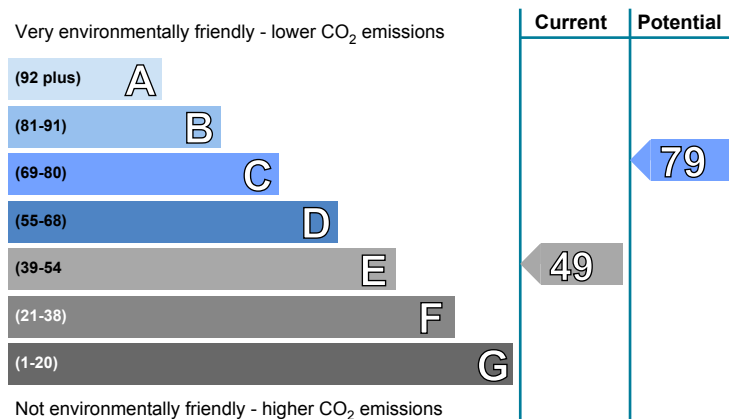 Current Potential
Very environmentally friendly - lower CO2 emissions
(92 plus) A
(81-91) B
(69-80) C
79
(55-68) D
(39-54 E
49
(21-38) F
(1-20) G
Not environmentally friendly - higher CO2 emissions